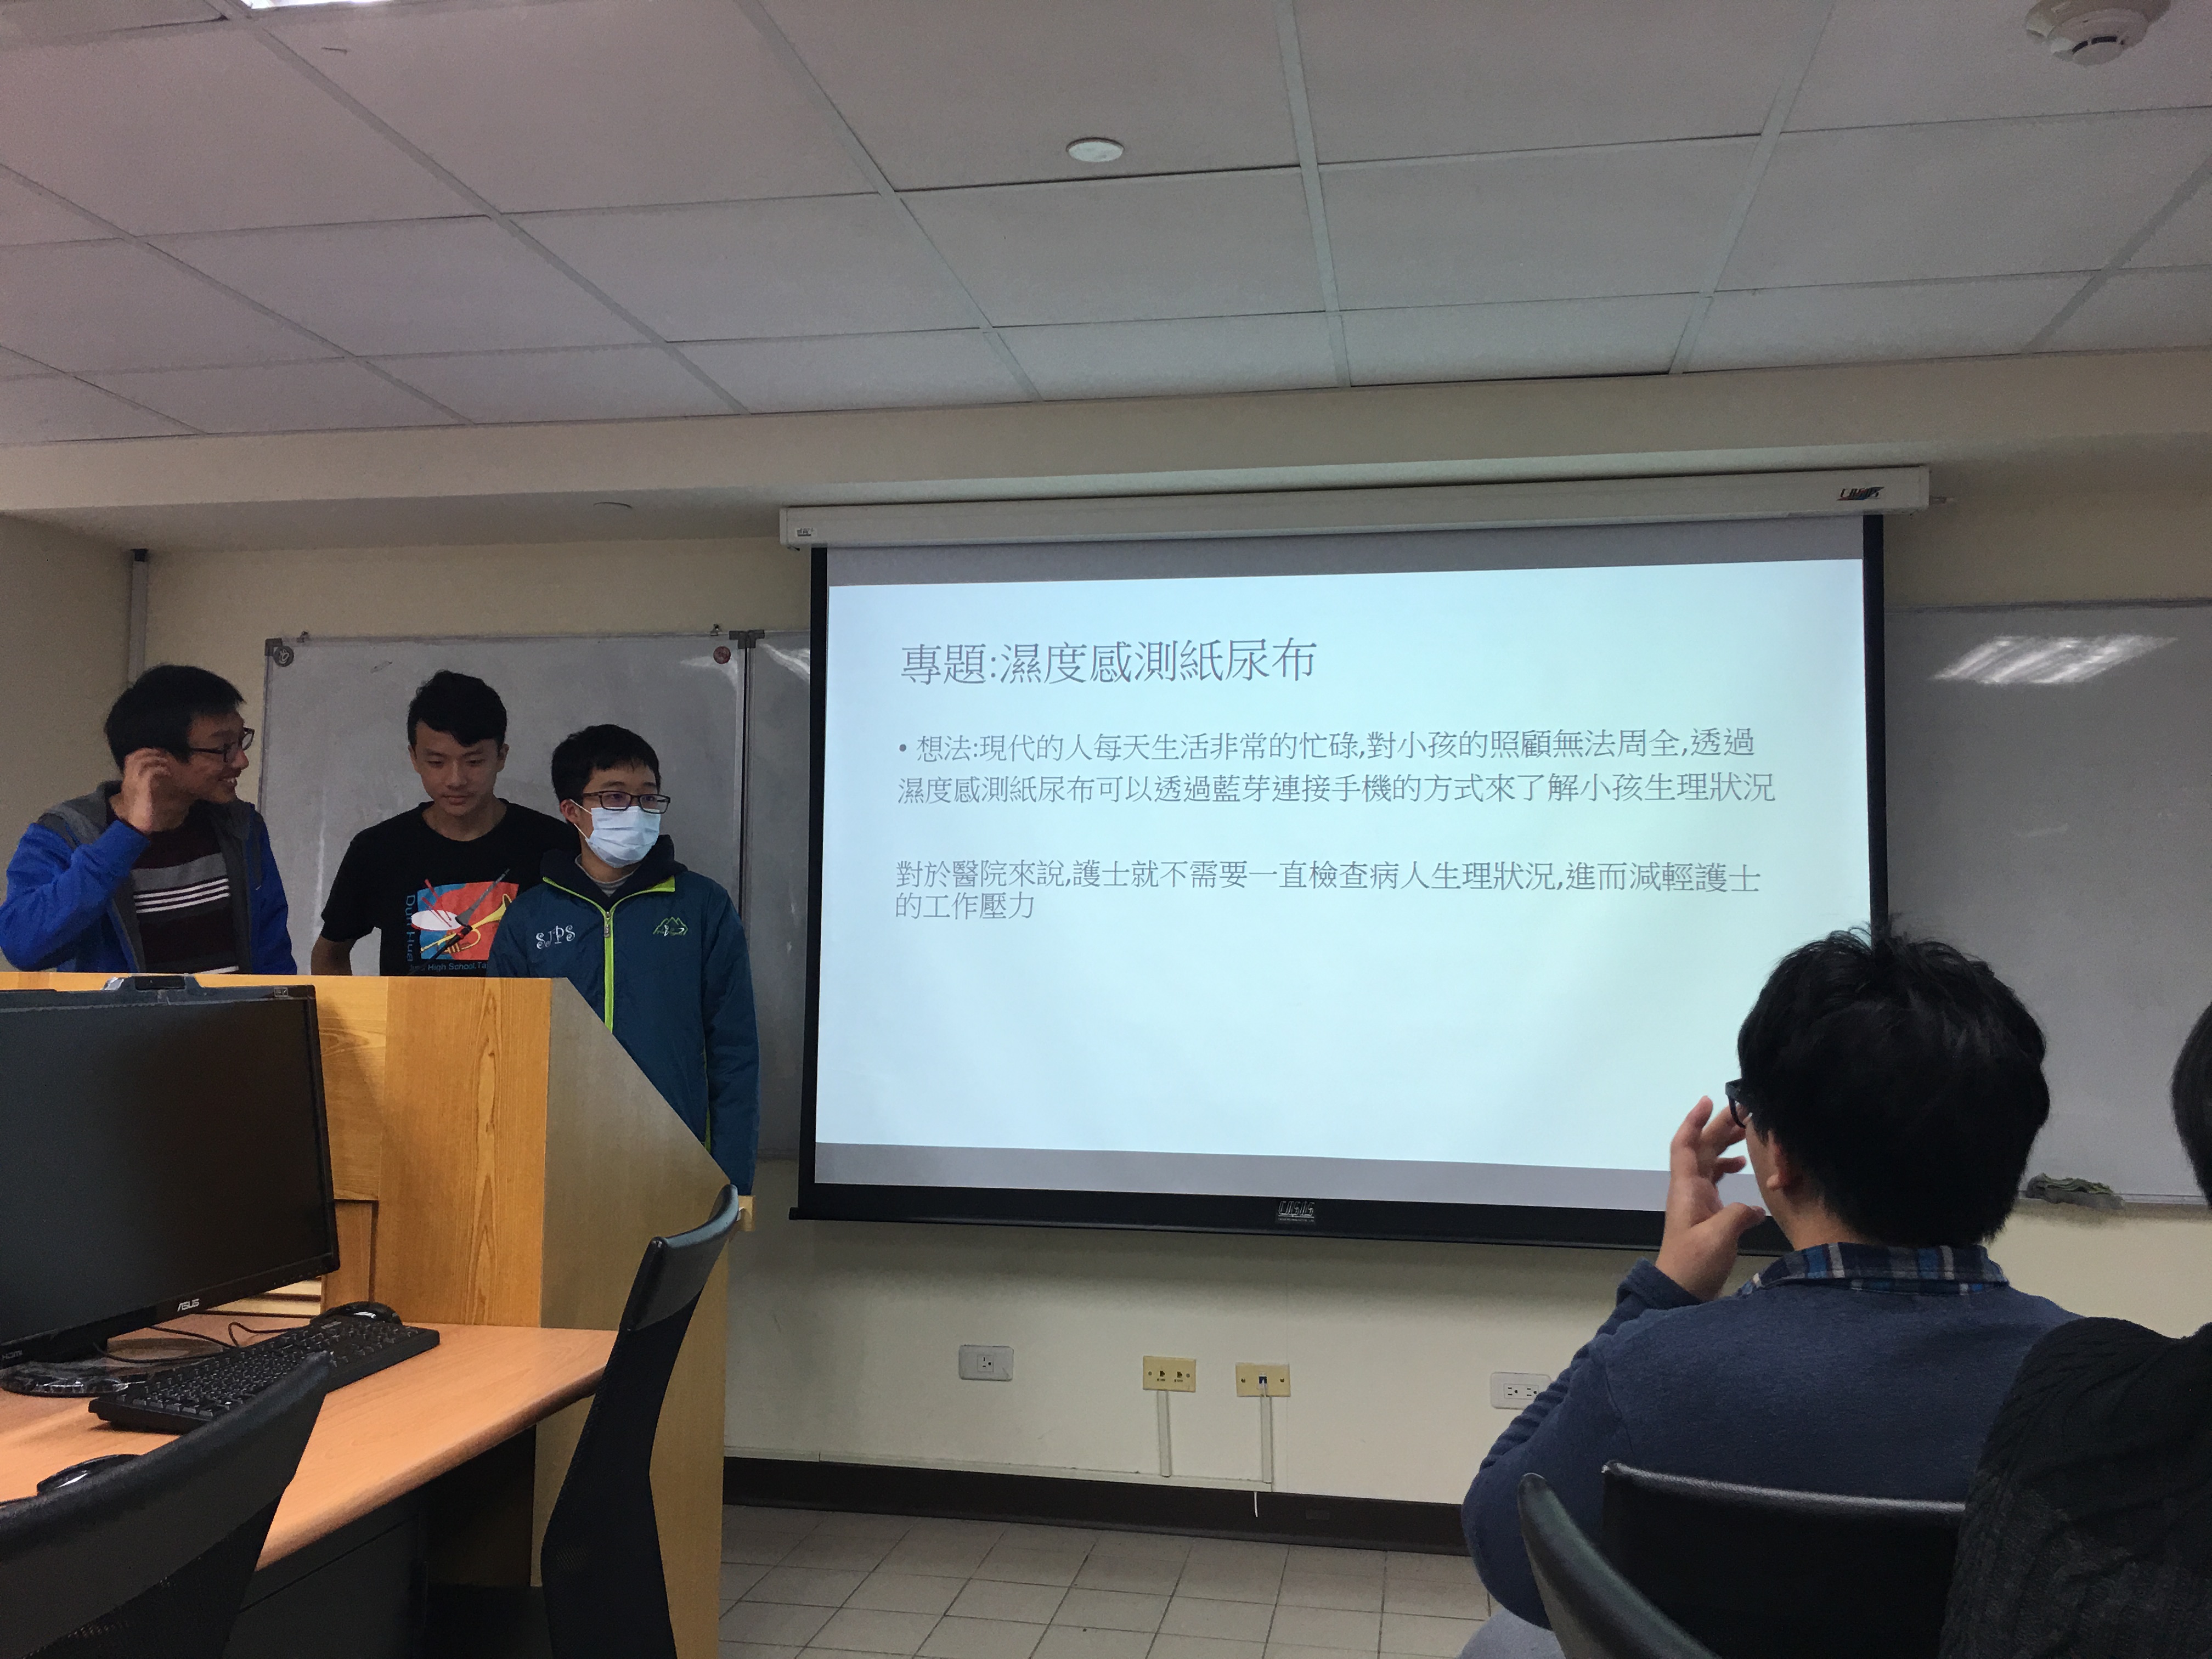 專題:濕度感測紙尿布
• 想法:現代的人每天生活非常的忙碌,對小孩的照顧無法周全,透過
濕度感測紙尿布可以透過藍芽連接手機的方式來了解小孩生理狀況
對於醫院來說,護士就不需要一直檢查病人生理狀況,進而減輕護士
的工作壓力
SJPS
High School,Ta
ASUS
HDMI